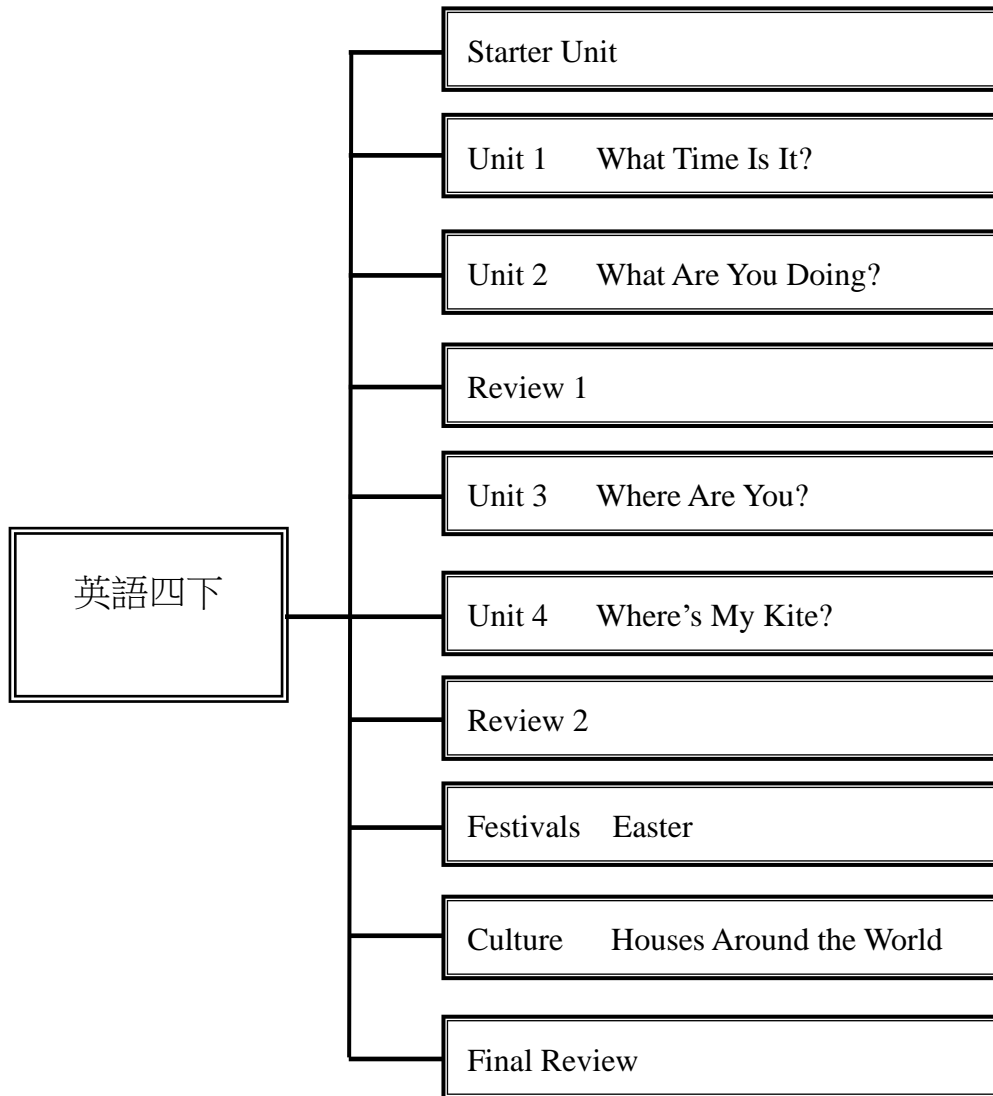 Starter Unit
Unit 1 What Time Is It?
Unit 2 What Are You Doing?
Review 1
Unit 3 Where Are You?
英語四下
Unit 4 Where’s My Kite?
Review 2
Festivals Easter
Culture Houses Around the World
Final Review